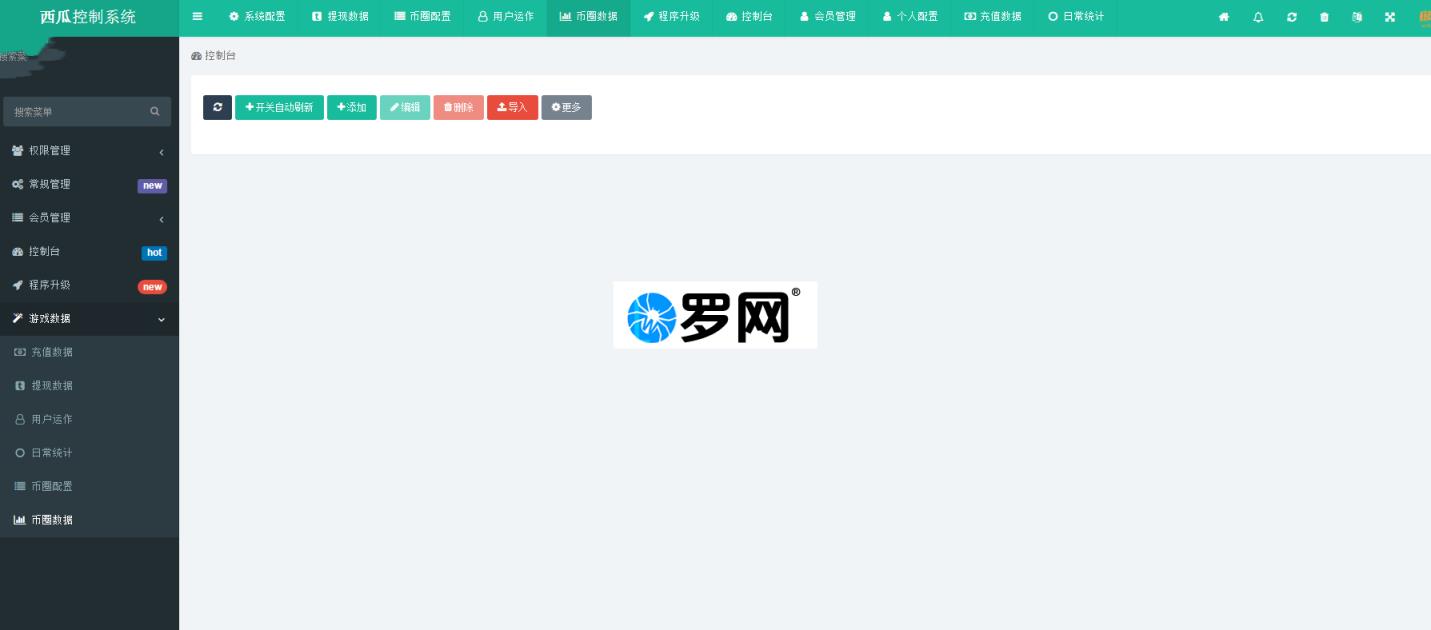 西瓜控制系统
系统配置
提现数据
币圈配置
用户运作
币圈数据
程序升级
控制台
会员管理
个人配置
充值数据
日常统计
搜索菜
控制台
搜索菜单
开关自动刷新
添加
编辑
删除
导入
更多
权限管理
常规管理 new
会员管理
控制台 hot
程序升级 new
游戏数据
充值数据
提现数据
用户运作
日常统计
币圈配置
币圈数据
罗网®